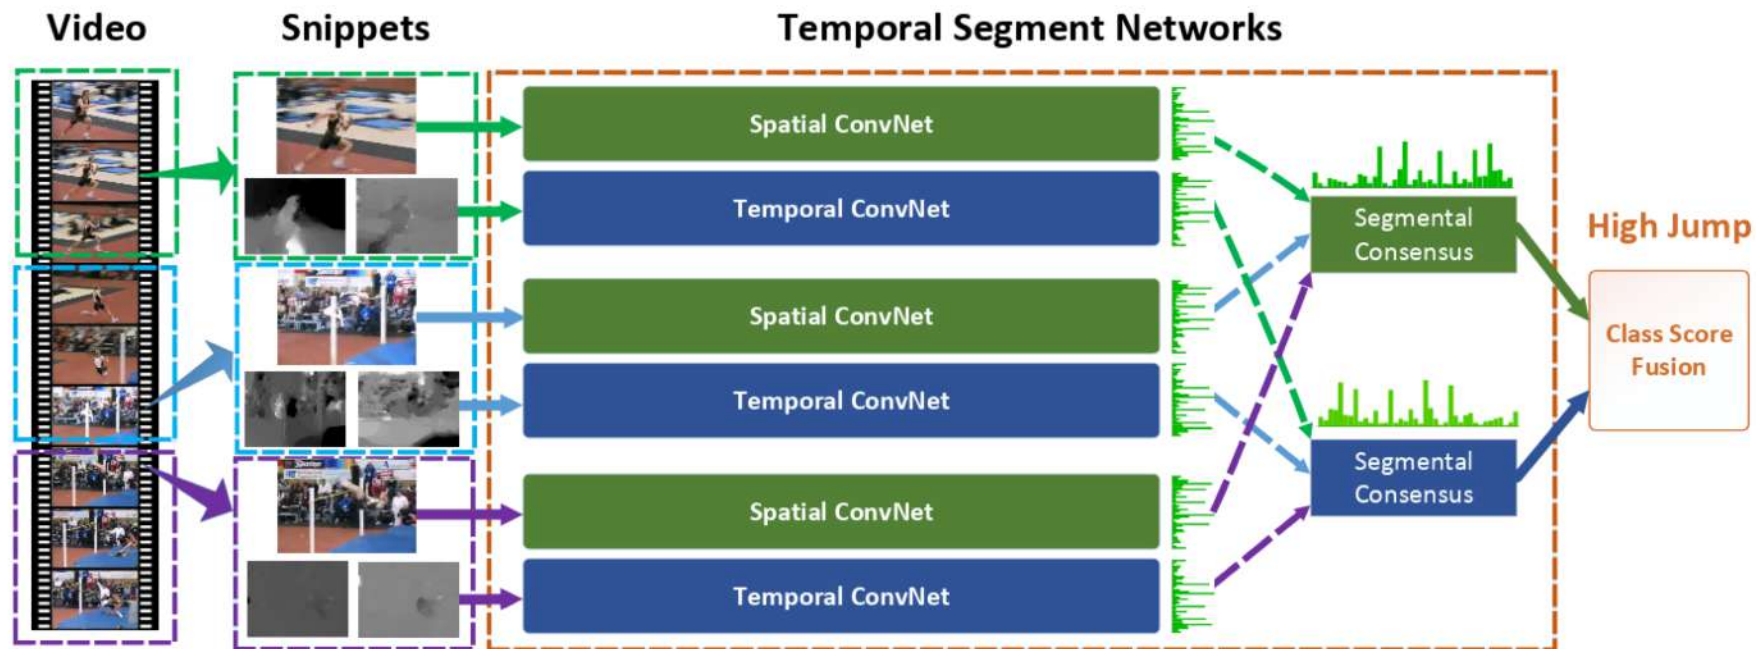 Video
Snippets
Temporal Segment Networks
Spatial ConvNet
Temporal ConvNet
Spatial ConvNet
Temporal ConvNet
Spatial ConvNet
Temporal ConvNet
Segmental
Consensus
Segmental
Consensus
High Jump
Class Score
Fusion